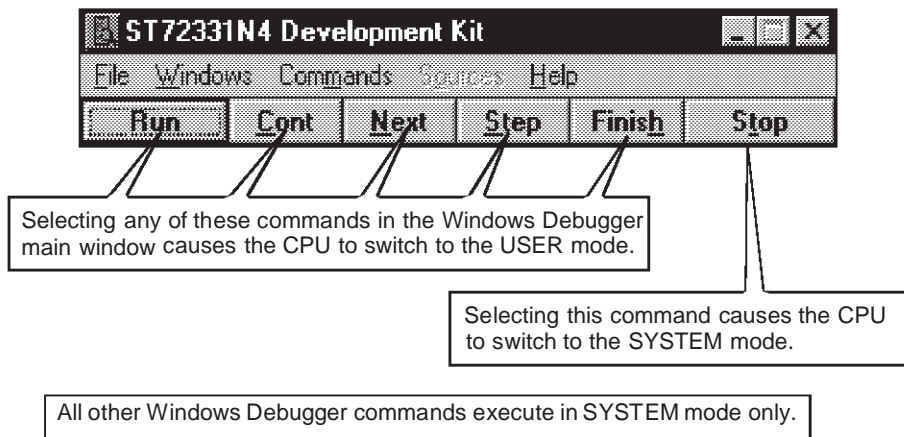 ST72331N4 Development Kit
File Windows Commands Sources Help
Run Cont Next Step Finish Stop
Selecting any of these commands in the Windows Debugger
main window causes the CPU to switch to the USER mode.
Selecting this command causes the CPU
to switch to the SYSTEM mode.
All other Windows Debugger commands execute in SYSTEM mode only.